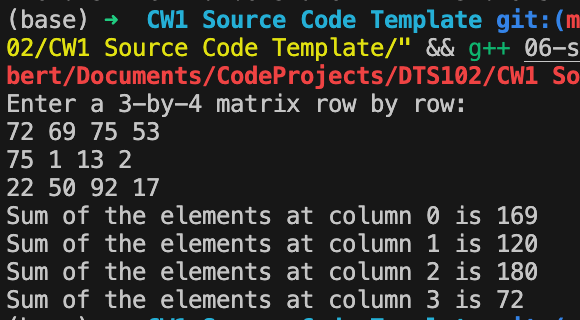 (base) ➜ CW1 Source Code Template git:(m
02/CW1 Source Code Template/" && g++ 06-s
bert/Documents/CodeProjects/DTS102/CW1 So
Enter a 3-by-4 matrix row by row:
72 69 75 53
75 1 13 2
22 50 92 17
Sum of the elements at column 0 is 169
Sum of the elements at column 1 is 120
Sum of the elements at column 2 is 180
Sum of the elements at column 3 is 72